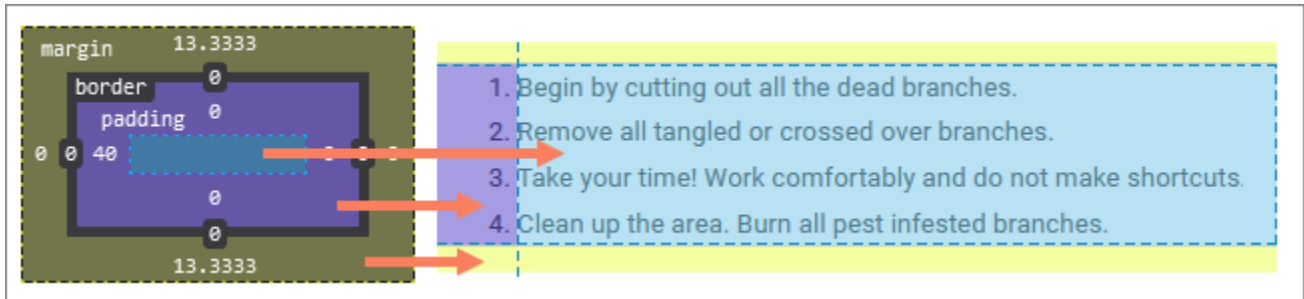 margin 13.3333
border 0
padding 0
0 0 40
0
0
13.3333
1. Begin by cutting out all the dead branches.
2. Remove all tangled or crossed over branches.
3. Take your time! Work comfortably and do not make shortcuts.
4. Clean up the area. Burn all pest infested branches.